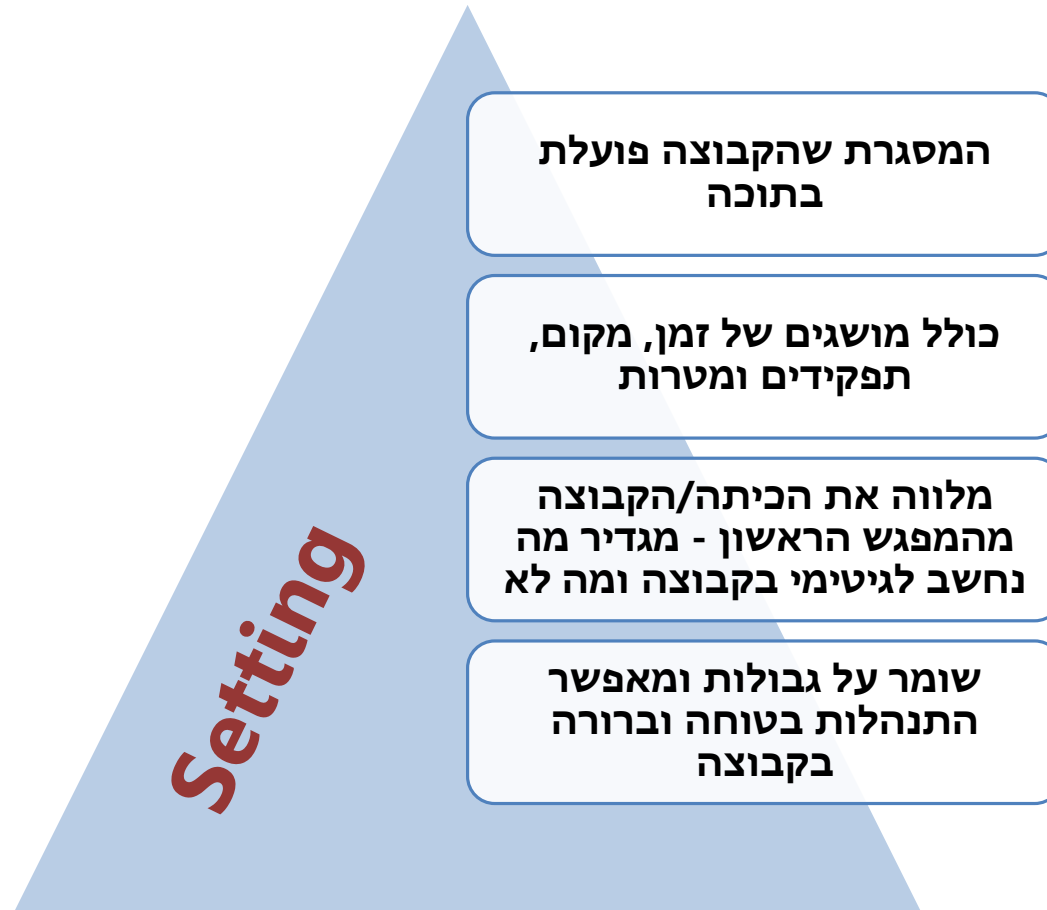 המסגרת שהקבוצה פועלת
בתוכה
כולל מושגים של זמן, מקום,
תפקידים ומטרות
מלווה את הכיתה/הקבוצה
מהמפגש הראשון - מגדיר מה
נחשב לגיטימי בקבוצה ומה לא
שומר על גבולות ומאפשר
התנהלות בטוחה וברורה
בקבוצה
Setting